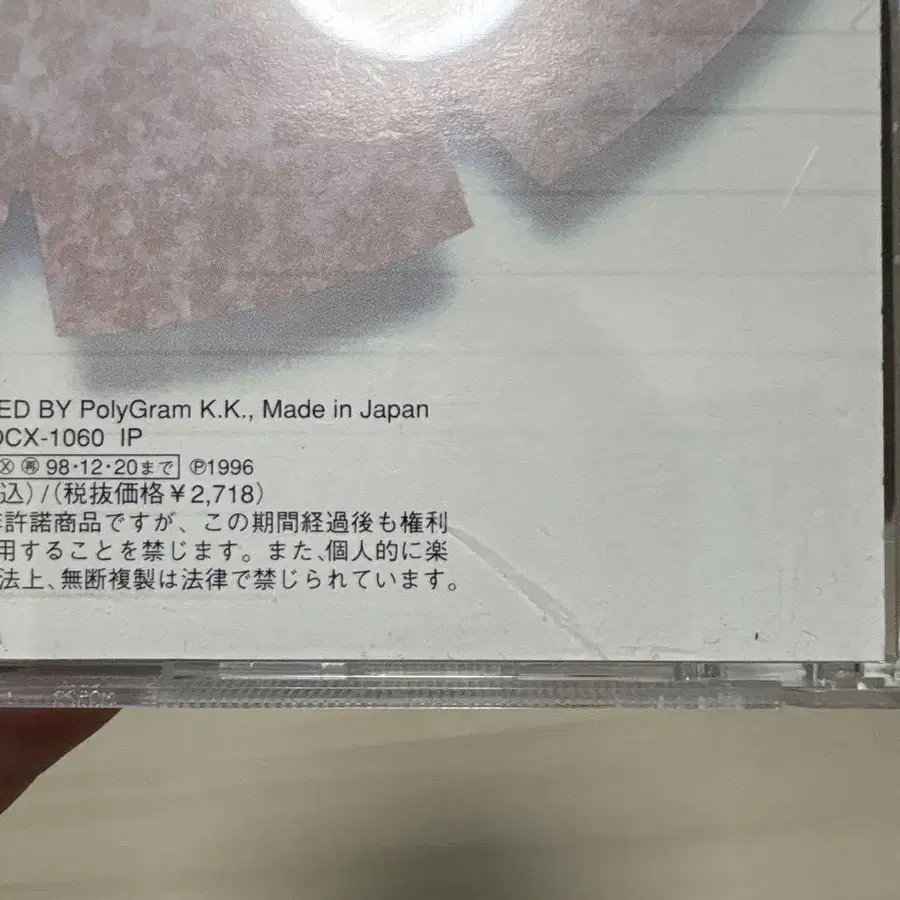 ED BY PolyGram K.K., Made in Japan
OCX-1060 IP
Ⓧ ㊢ 98・12・20まで Ⓟ1996
込)/(税抜価格¥2,718)
許諾商品ですが、この期間経過後も権利
用することを禁じます。また、個人的に楽
法上、無断複製は法律で禁じられています。